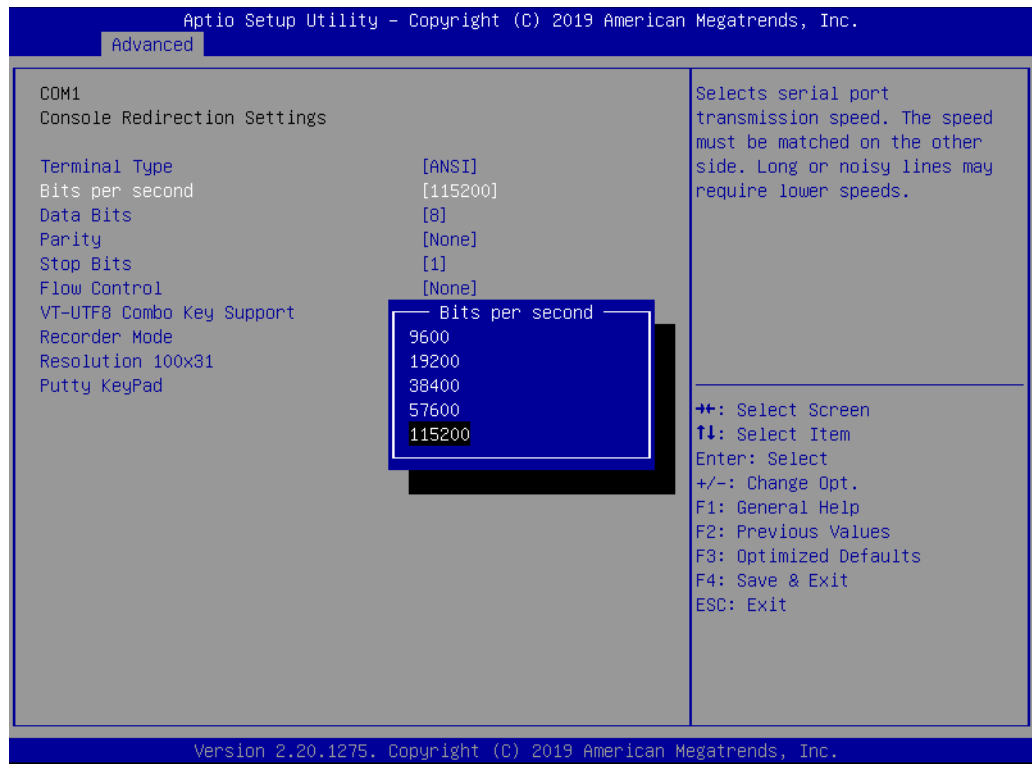 Aptio Setup Utility – Copyright (C) 2019 American Megatrends, Inc.
Advanced
COM1
Console Redirection Settings
Terminal Type [ANSI]
Bits per second [115200]
Data Bits [8]
Parity [None]
Stop Bits [1]
Flow Control [None]
VT-UTF8 Combo Key Support
Recorder Mode
Resolution 100x31
Putty KeyPad
Bits per second
9600
19200
38400
57600
115200
Selects serial port
transmission speed. The speed
must be matched on the other
side. Long or noisy lines may
require lower speeds.
→←: Select Screen
↑↓: Select Item
Enter: Select
+/-: Change Opt.
F1: General Help
F2: Previous Values
F3: Optimized Defaults
F4: Save & Exit
ESC: Exit
Version 2.20.1275. Copyright (C) 2019 American Megatrends, Inc.